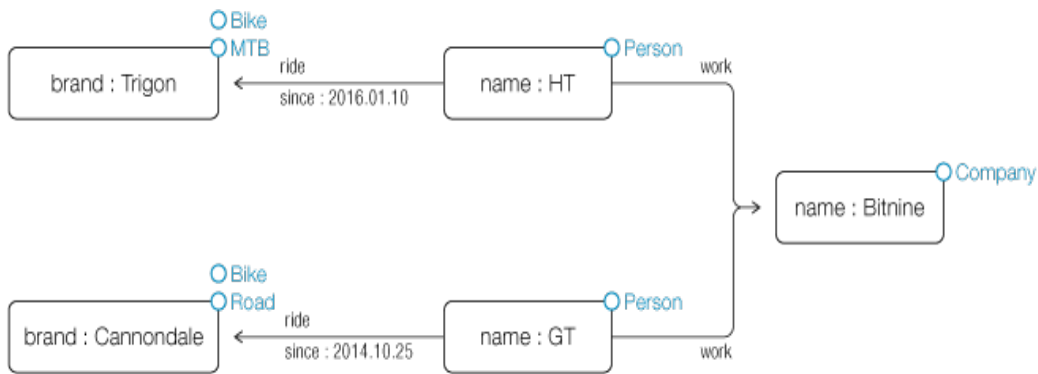 Bike
MTB
brand : Trigon
ride
since : 2016.01.10
Person
name : HT
work
Company
name : Bitnine
Bike
Road
brand : Cannondale
ride
since : 2014.10.25
Person
name : GT
work